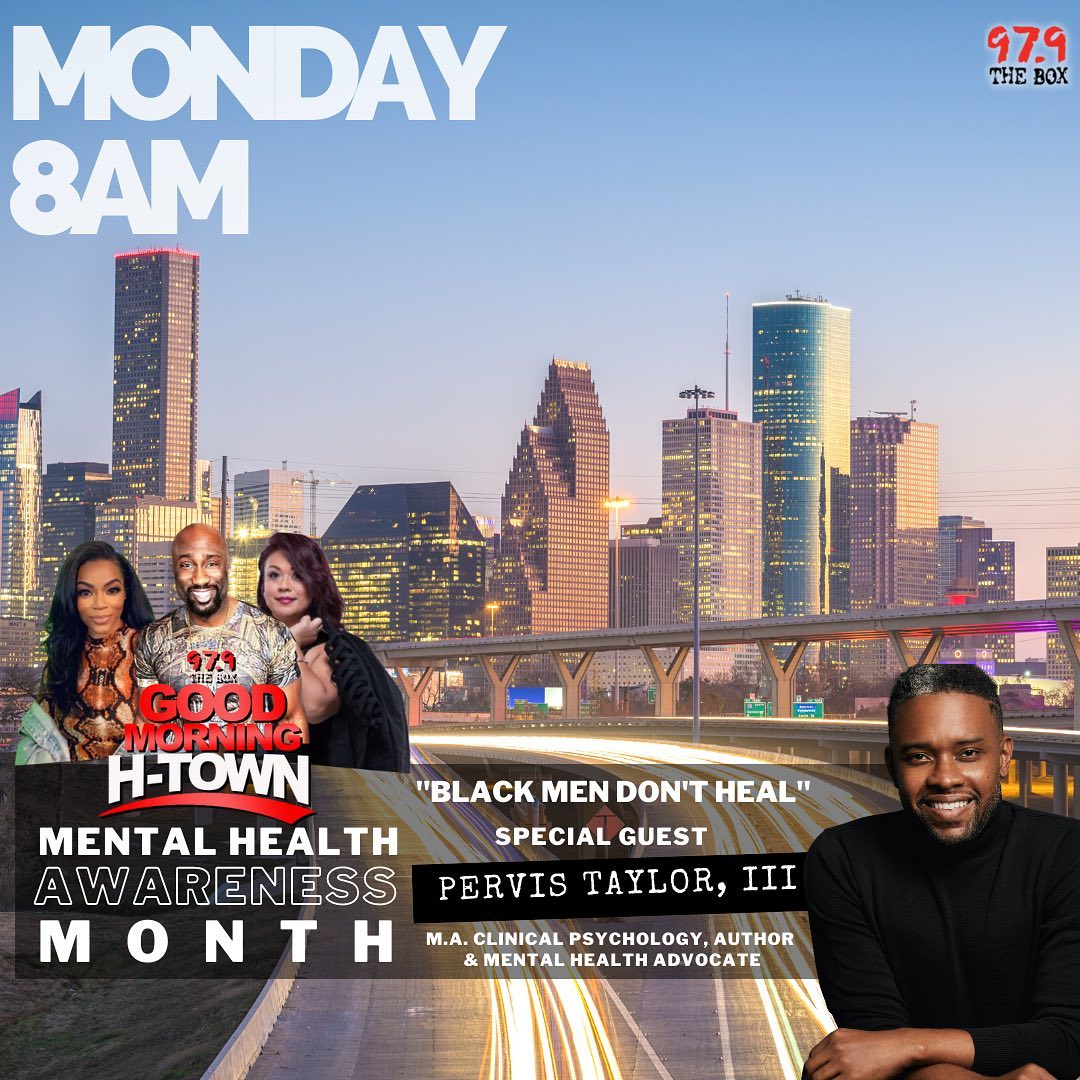 MONDAY
8AM
97.9
THE BOX
97.9
THE BOX
GOOD
MORNING
H-TOWN
MENTAL HEALTH
AWARENESS
MONTH
"BLACK MEN DON'T HEAL"
SPECIAL GUEST
PERVIS TAYLOR, III
M.A. CLINICAL PSYCHOLOGY, AUTHOR
& MENTAL HEALTH ADVOCATE